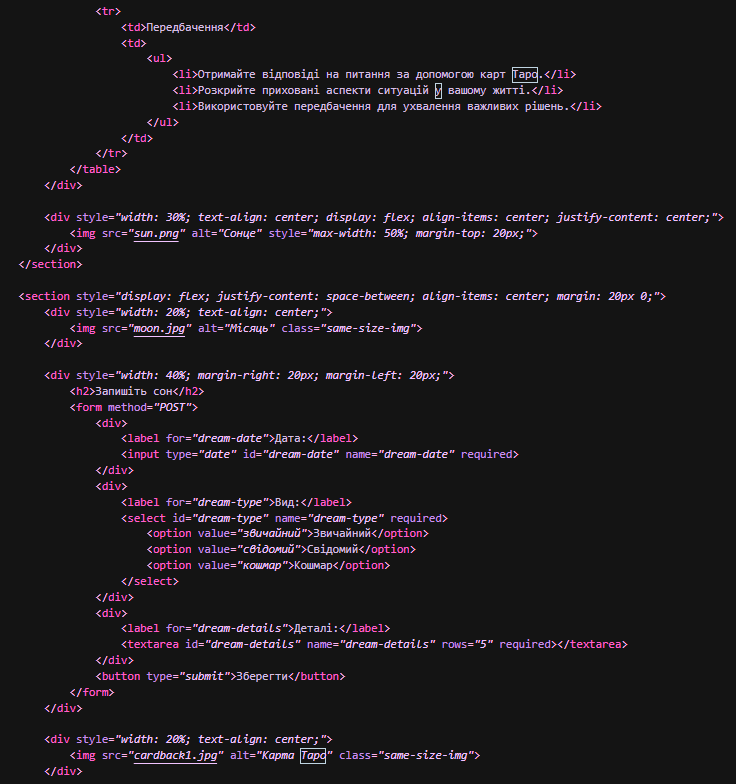 <tr>
<td>Передбачення</td>
<td>
<ul>
<li>Отримайте відповіді на питання за допомогою карт Таро.</li>
<li>Розкрийте приховані аспекти ситуацій у вашому житті.</li>
<li>Використовуйте передбачення для ухвалення важливих рішень.</li>
</ul>
</td>
</tr>
</table>
</div>
<div style="width: 30%; text-align: center; display: flex; align-items: center; justify-content: center;">
<img src="sun.png" alt="Сонце" style="max-width: 50%; margin-top: 20px;">
</div>
</section>
<section style="display: flex; justify-content: space-between; align-items: center; margin: 20px 0;">
<div style="width: 20%; text-align: center;">
<img src="moon.jpg" alt="Місяць" class="same-size-img">
</div>
<div style="width: 40%; margin-right: 20px; margin-left: 20px;">
<h2>Запишіть сон</h2>
<form method="POST">
<div>
<label for="dream-date">Дата:</label>
<input type="date" id="dream-date" name="dream-date" required>
</div>
<div>
<label for="dream-type">Вид:</label>
<select id="dream-type" name="dream-type" required>
<option value="звичайний">Звичайний</option>
<option value="свідомий">Свідомий</option>
<option value="кошмар">Кошмар</option>
</select>
</div>
<div>
<label for="dream-details">Деталі:</label>
<textarea id="dream-details" name="dream-details" rows="5" required></textarea>
</div>
<button type="submit">Зберегти</button>
</form>
</div>
<div style="width: 20%; text-align: center;">
<img src="cardback1.jpg" alt="Карта Таро" class="same-size-img">
</div>